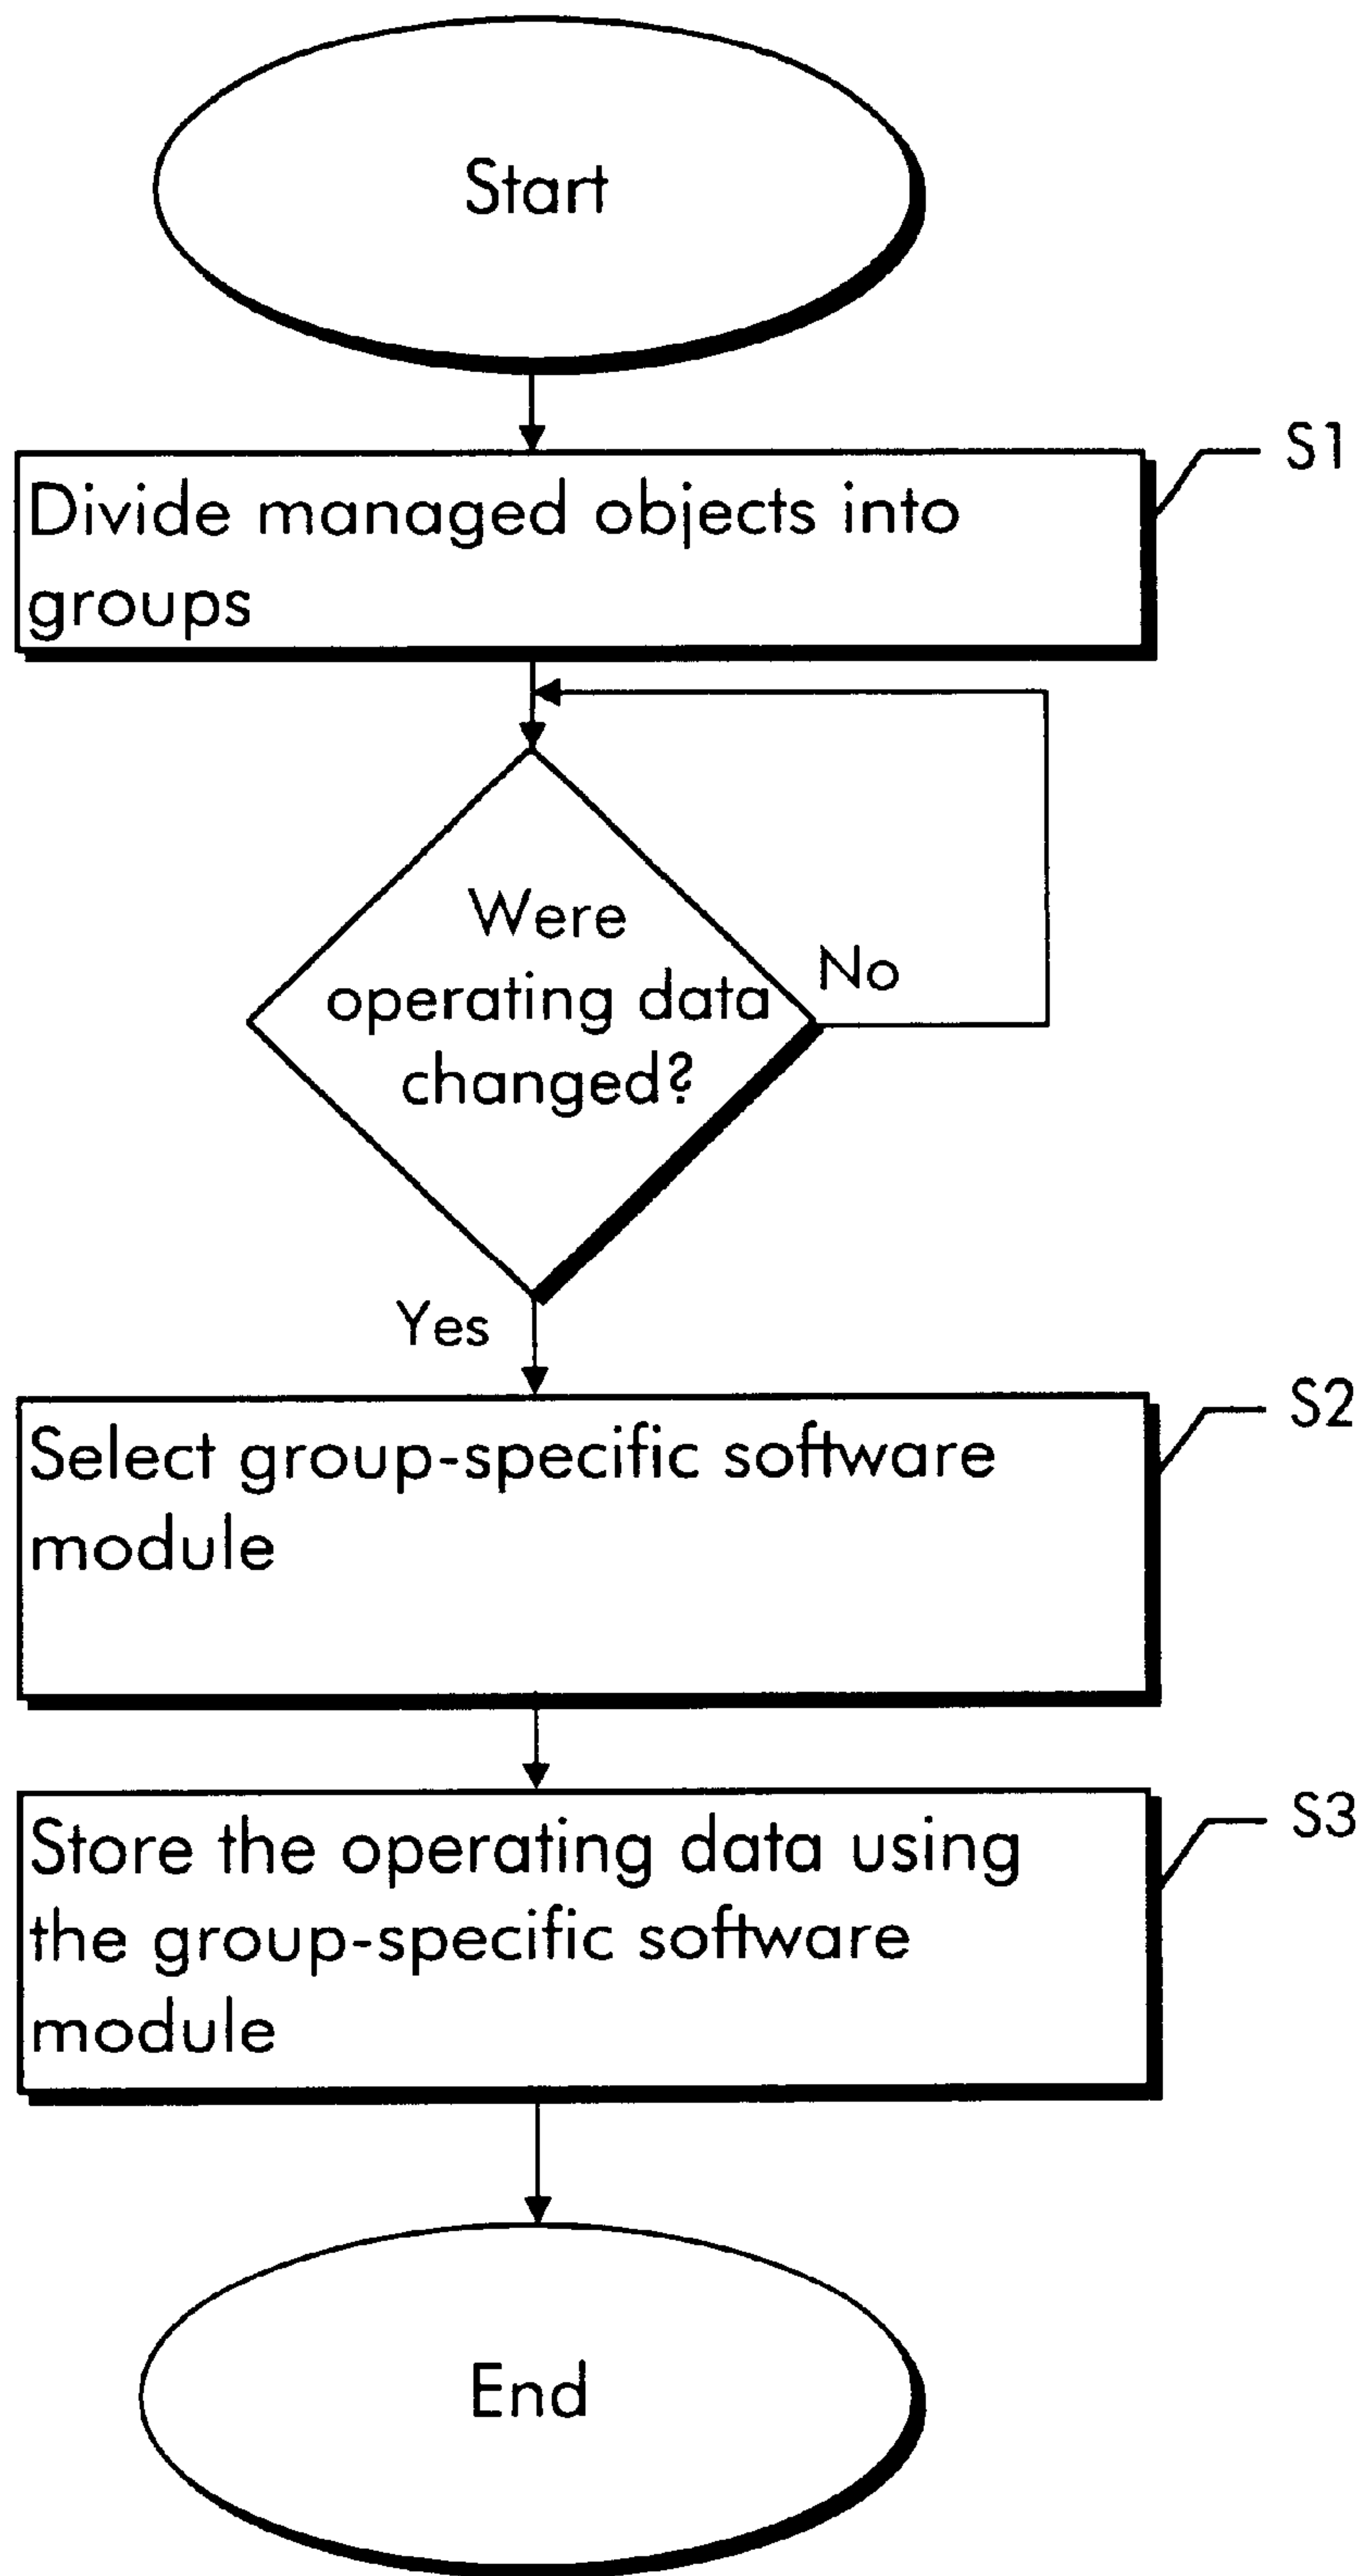 Start
S1
Divide managed objects into
groups
Were
operating data
changed?
No
Yes
S2
Select group-specific software
module
S3
Store the operating data using
the group-specific software
module
End